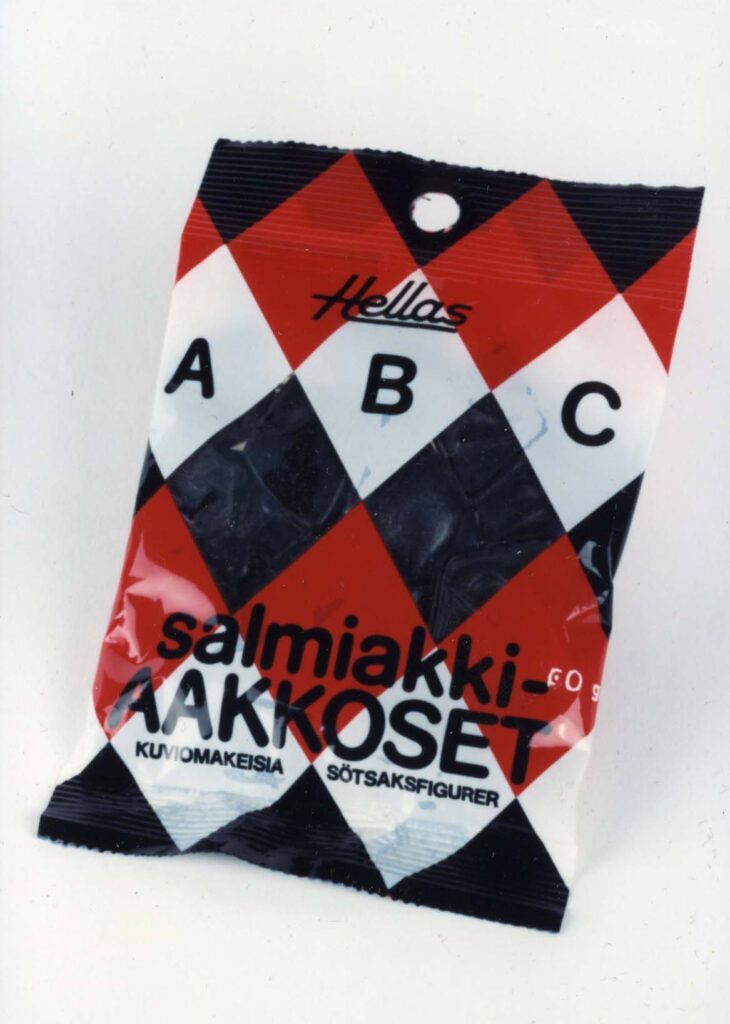 Hellas
A B C
salmiakki-
AAKKOSET
KUVIOMAKEISIA SÖTSAKSFIGURER